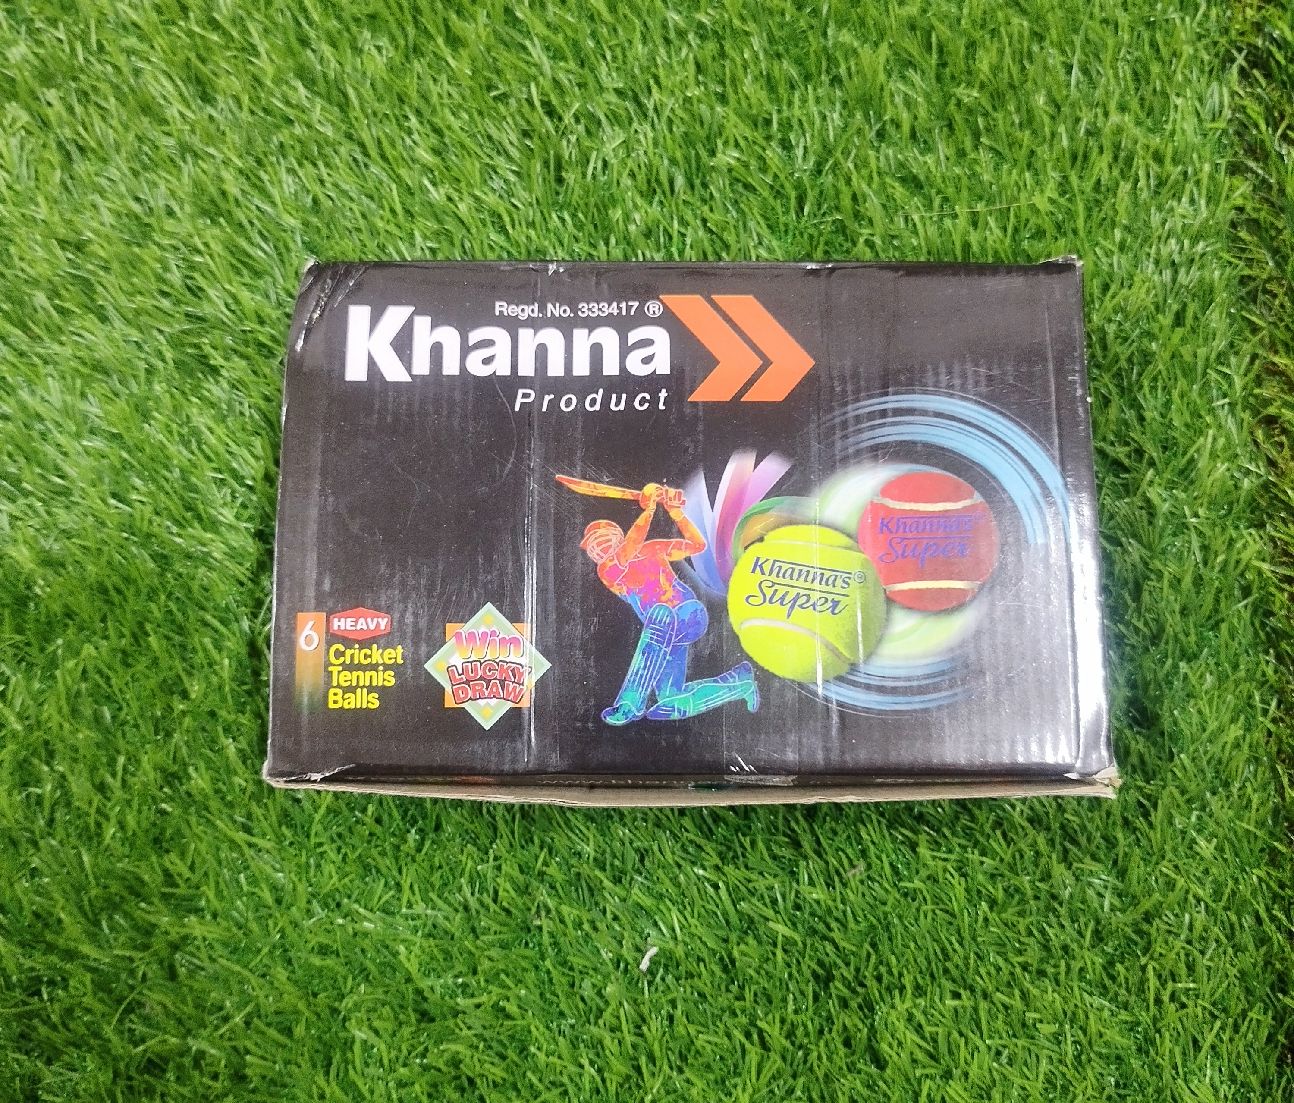 Regd. No. 333417 ®
Khanna
Product
Khanna's ©
Super
Khanna's ©
Super
6 HEAVY
Cricket
Tennis
Balls
Win
LUCKY
DRAW